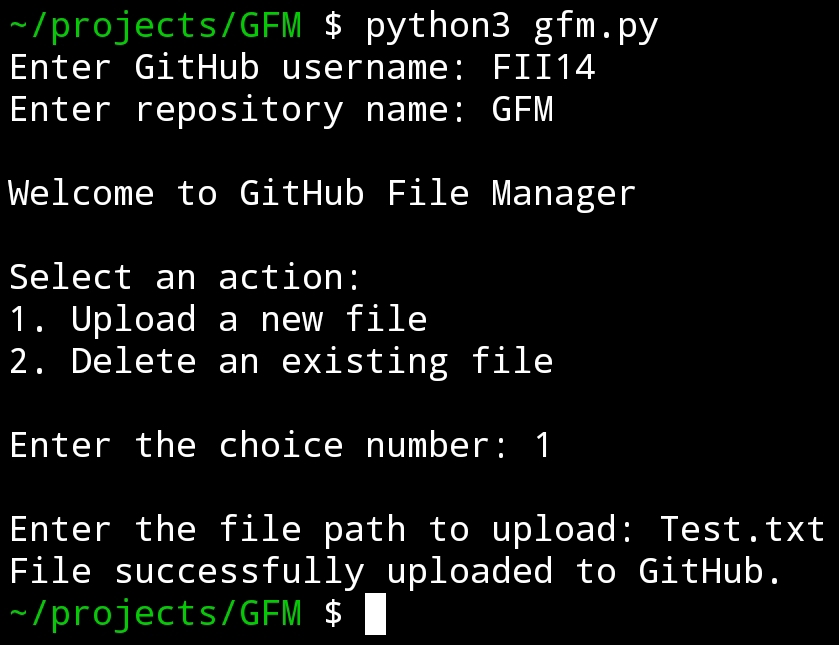 ~/projects/GFM $ python3 gfm.py
Enter GitHub username: FII14
Enter repository name: GFM
Welcome to GitHub File Manager
Select an action:
1. Upload a new file
2. Delete an existing file
Enter the choice number: 1
Enter the file path to upload: Test.txt
File successfully uploaded to GitHub.
~/projects/GFM $